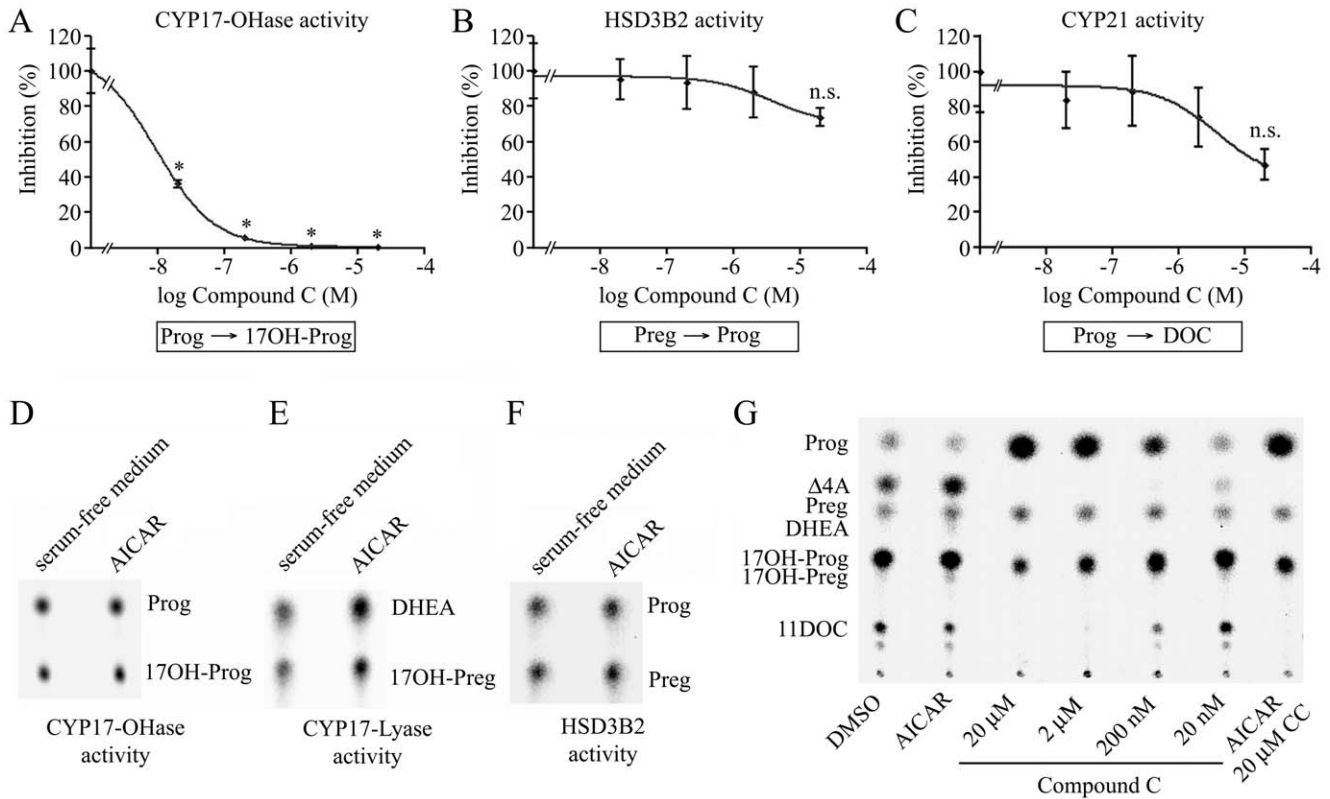 A
CYP17-OHase activity
Inhibition (%)
120
100
80
60
40
20
0
*
*
*
*
-8
-7
-6
-5
-4
log Compound C (M)
Prog → 17OH-Prog
B
HSD3B2 activity
Inhibition (%)
120
100
80
60
40
20
0
n.s.
-8
-7
-6
-5
-4
log Compound C (M)
Preg → Prog
C
CYP21 activity
Inhibition (%)
120
100
80
60
40
20
0
n.s.
-8
-7
-6
-5
-4
log Compound C (M)
Prog → DOC
D
serum-free medium
AICAR
Prog
17OH-Prog
CYP17-OHase
activity
E
serum-free medium
AICAR
DHEA
17OH-Preg
CYP17-Lyase
activity
F
serum-free medium
AICAR
Prog
Preg
HSD3B2
activity
G
Prog
Δ4A
Preg
DHEA
17OH-Prog
17OH-Preg
11DOC
DMSO
AICAR
20 µM
2 µM
200 nM
20 nM
AICAR
20 µM CC
Compound C